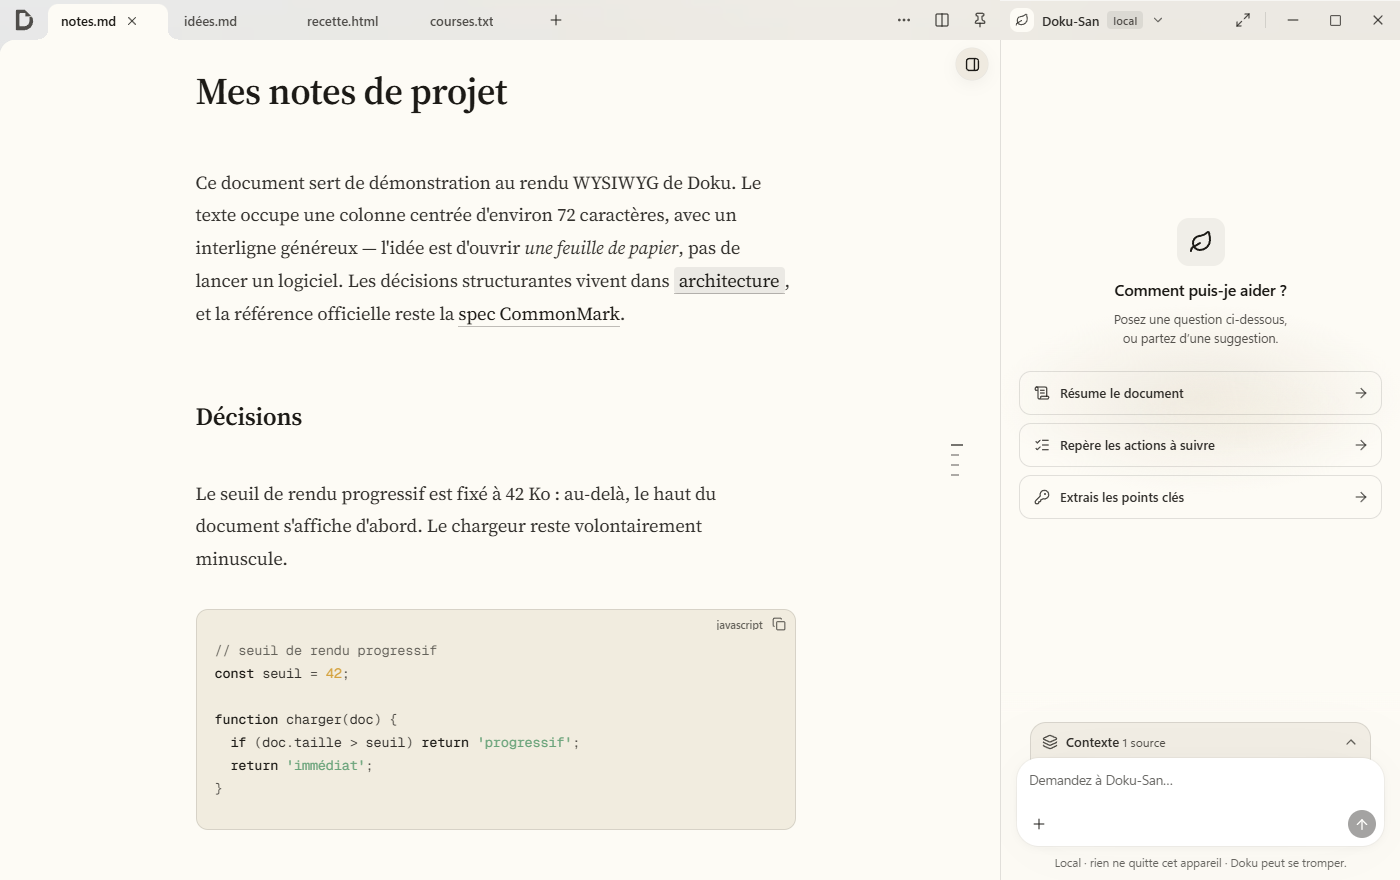 notes.md
idées.md
recette.html
courses.txt
Doku-San
local
Mes notes de projet
Ce document sert de démonstration au rendu WYSIWYG de Doku. Le
texte occupe une colonne centrée d'environ 72 caractères, avec un
interligne généreux — l'idée est d'ouvrir une feuille de papier, pas de
lancer un logiciel. Les décisions structurantes vivent dans architecture ,
et la référence officielle reste la spec CommonMark.
Décisions
Le seuil de rendu progressif est fixé à 42 Ko : au-delà, le haut du
document s'affiche d'abord. Le chargeur reste volontairement
minuscule.
javascript
// seuil de rendu progressif
const seuil = 42;
function charger(doc) {
  if (doc.taille > seuil) return 'progressif';
  return 'immédiat';
}
Comment puis-je aider ?
Posez une question ci-dessous,
ou partez d'une suggestion.
Résume le document
Repère les actions à suivre
Extrais les points clés
Contexte 1 source
Demandez à Doku-San…
Local · rien ne quitte cet appareil · Doku peut se tromper.